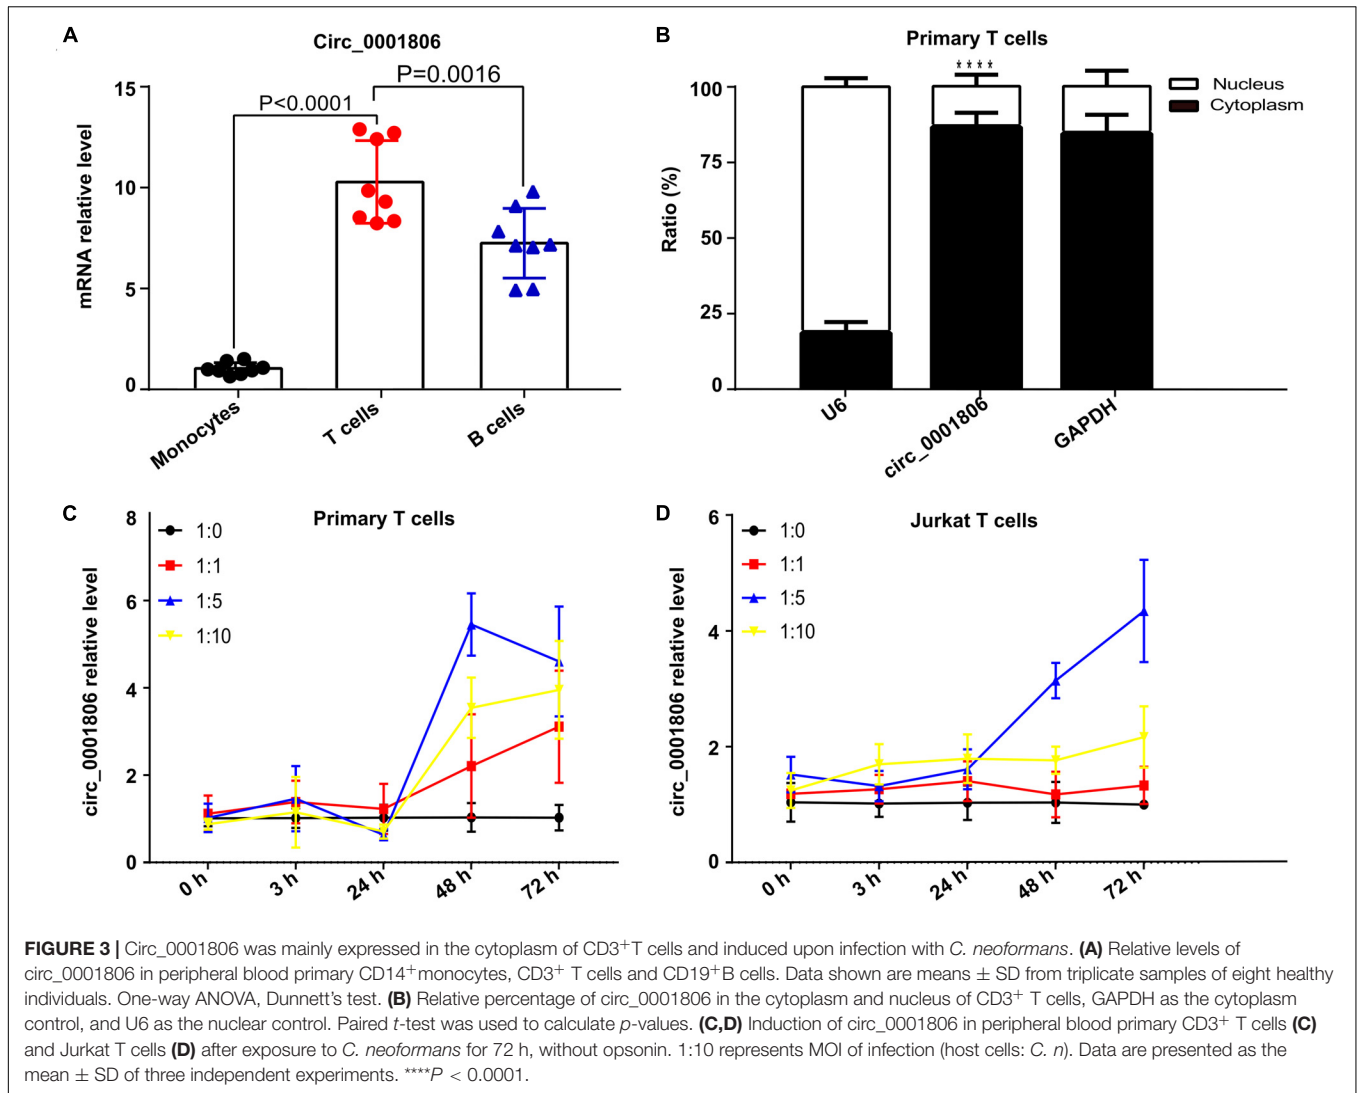 A
Circ_0001806
P=0.0016
P<0.0001
mRNA relative level
15
10
5
0
Monocytes
T cells
B cells
B
Primary T cells
****
Nucleus
Cytoplasm
Ratio (%)
100
75
50
25
0
U6
circ_0001806
GAPDH
C
Primary T cells
1:0
1:1
1:5
1:10
circ_0001806 relative level
8
6
4
2
0
0 h
3 h
24 h
48 h
72 h
D
Jurkat T cells
1:0
1:1
1:5
1:10
circ_0001806 relative level
6
4
2
0
0 h
3 h
24 h
48 h
72 h
FIGURE 3 | Circ_0001806 was mainly expressed in the cytoplasm of CD3+T cells and induced upon infection with C. neoformans. (A) Relative levels of
circ_0001806 in peripheral blood primary CD14+monocytes, CD3+ T cells and CD19+B cells. Data shown are means ± SD from triplicate samples of eight healthy
individuals. One-way ANOVA, Dunnett's test. (B) Relative percentage of circ_0001806 in the cytoplasm and nucleus of CD3+ T cells, GAPDH as the cytoplasm
control, and U6 as the nuclear control. Paired t-test was used to calculate p-values. (C,D) Induction of circ_0001806 in peripheral blood primary CD3+ T cells (C)
and Jurkat T cells (D) after exposure to C. neoformans for 72 h, without opsonin. 1:10 represents MOI of infection (host cells: C. n). Data are presented as the
mean ± SD of three independent experiments. ****P < 0.0001.